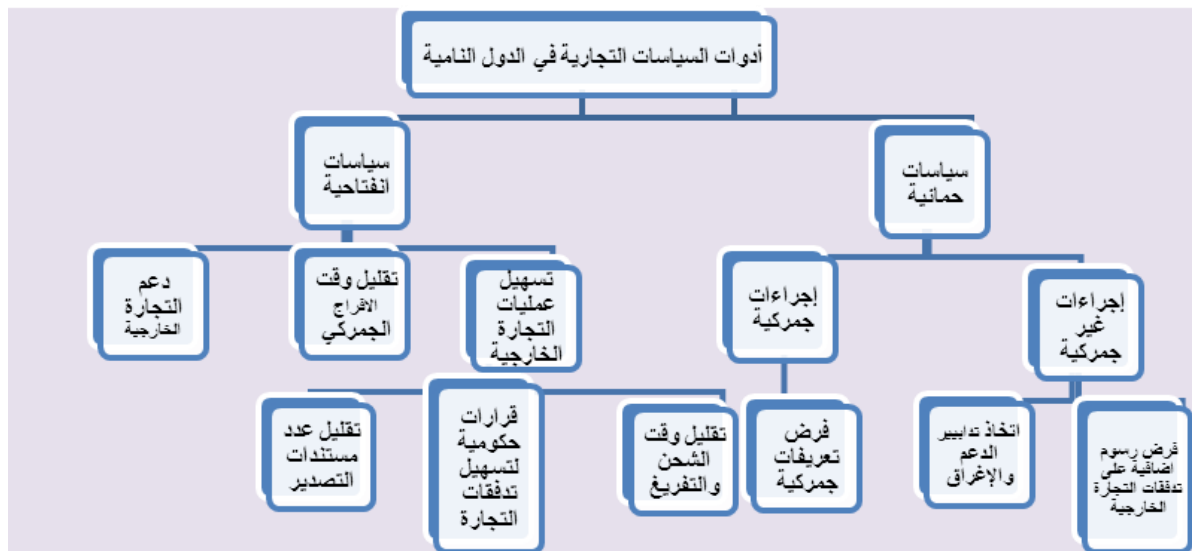 أدوات السياسات التجارية في الدول النامية
سياسات
حمائية
سياسات
انفتاحية
إجراءات
غير
جمركية
إجراءات
جمركية
تسهيل
عمليات
التجارة
الخارجية
تقليل وقت
الافراج
الجمركي
دعم
التجارة
الخارجية
فرض رسوم
اضافية على
تدفقات التجارة
الخارجية
اتخاذ تدابير
الدعم
والإغراق
فرض
تعريفات
جمركية
تقليل وقت
الشحن
والتفريغ
قرارات
حكومية
لتسهيل
تدفقات
التجارة
تقليل عدد
مستندات
التصدير